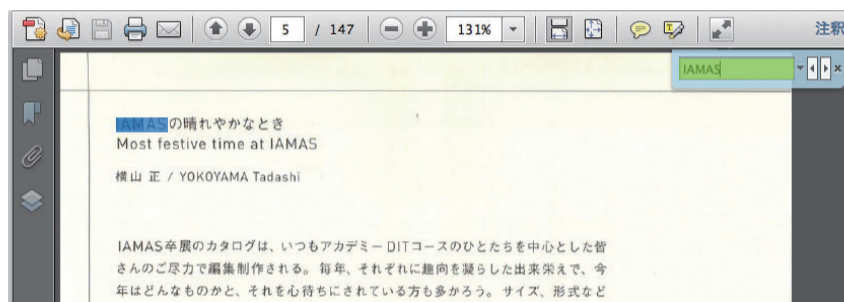 5 / 147
131%
注釈
IAMAS
IAMASの晴れやかなとき
Most festive time at IAMAS
横山 正 / YOKOYAMA Tadashi
IAMAS卒展のカタログは、いつもアカデミーDITコースのひとたちを中心とした皆
さんのご尽力で編集制作される。毎年、それぞれに趣向を凝らした出来栄えで、今
年はどんなものかと、それを心待ちにされている方も多かろう。サイズ、形式など